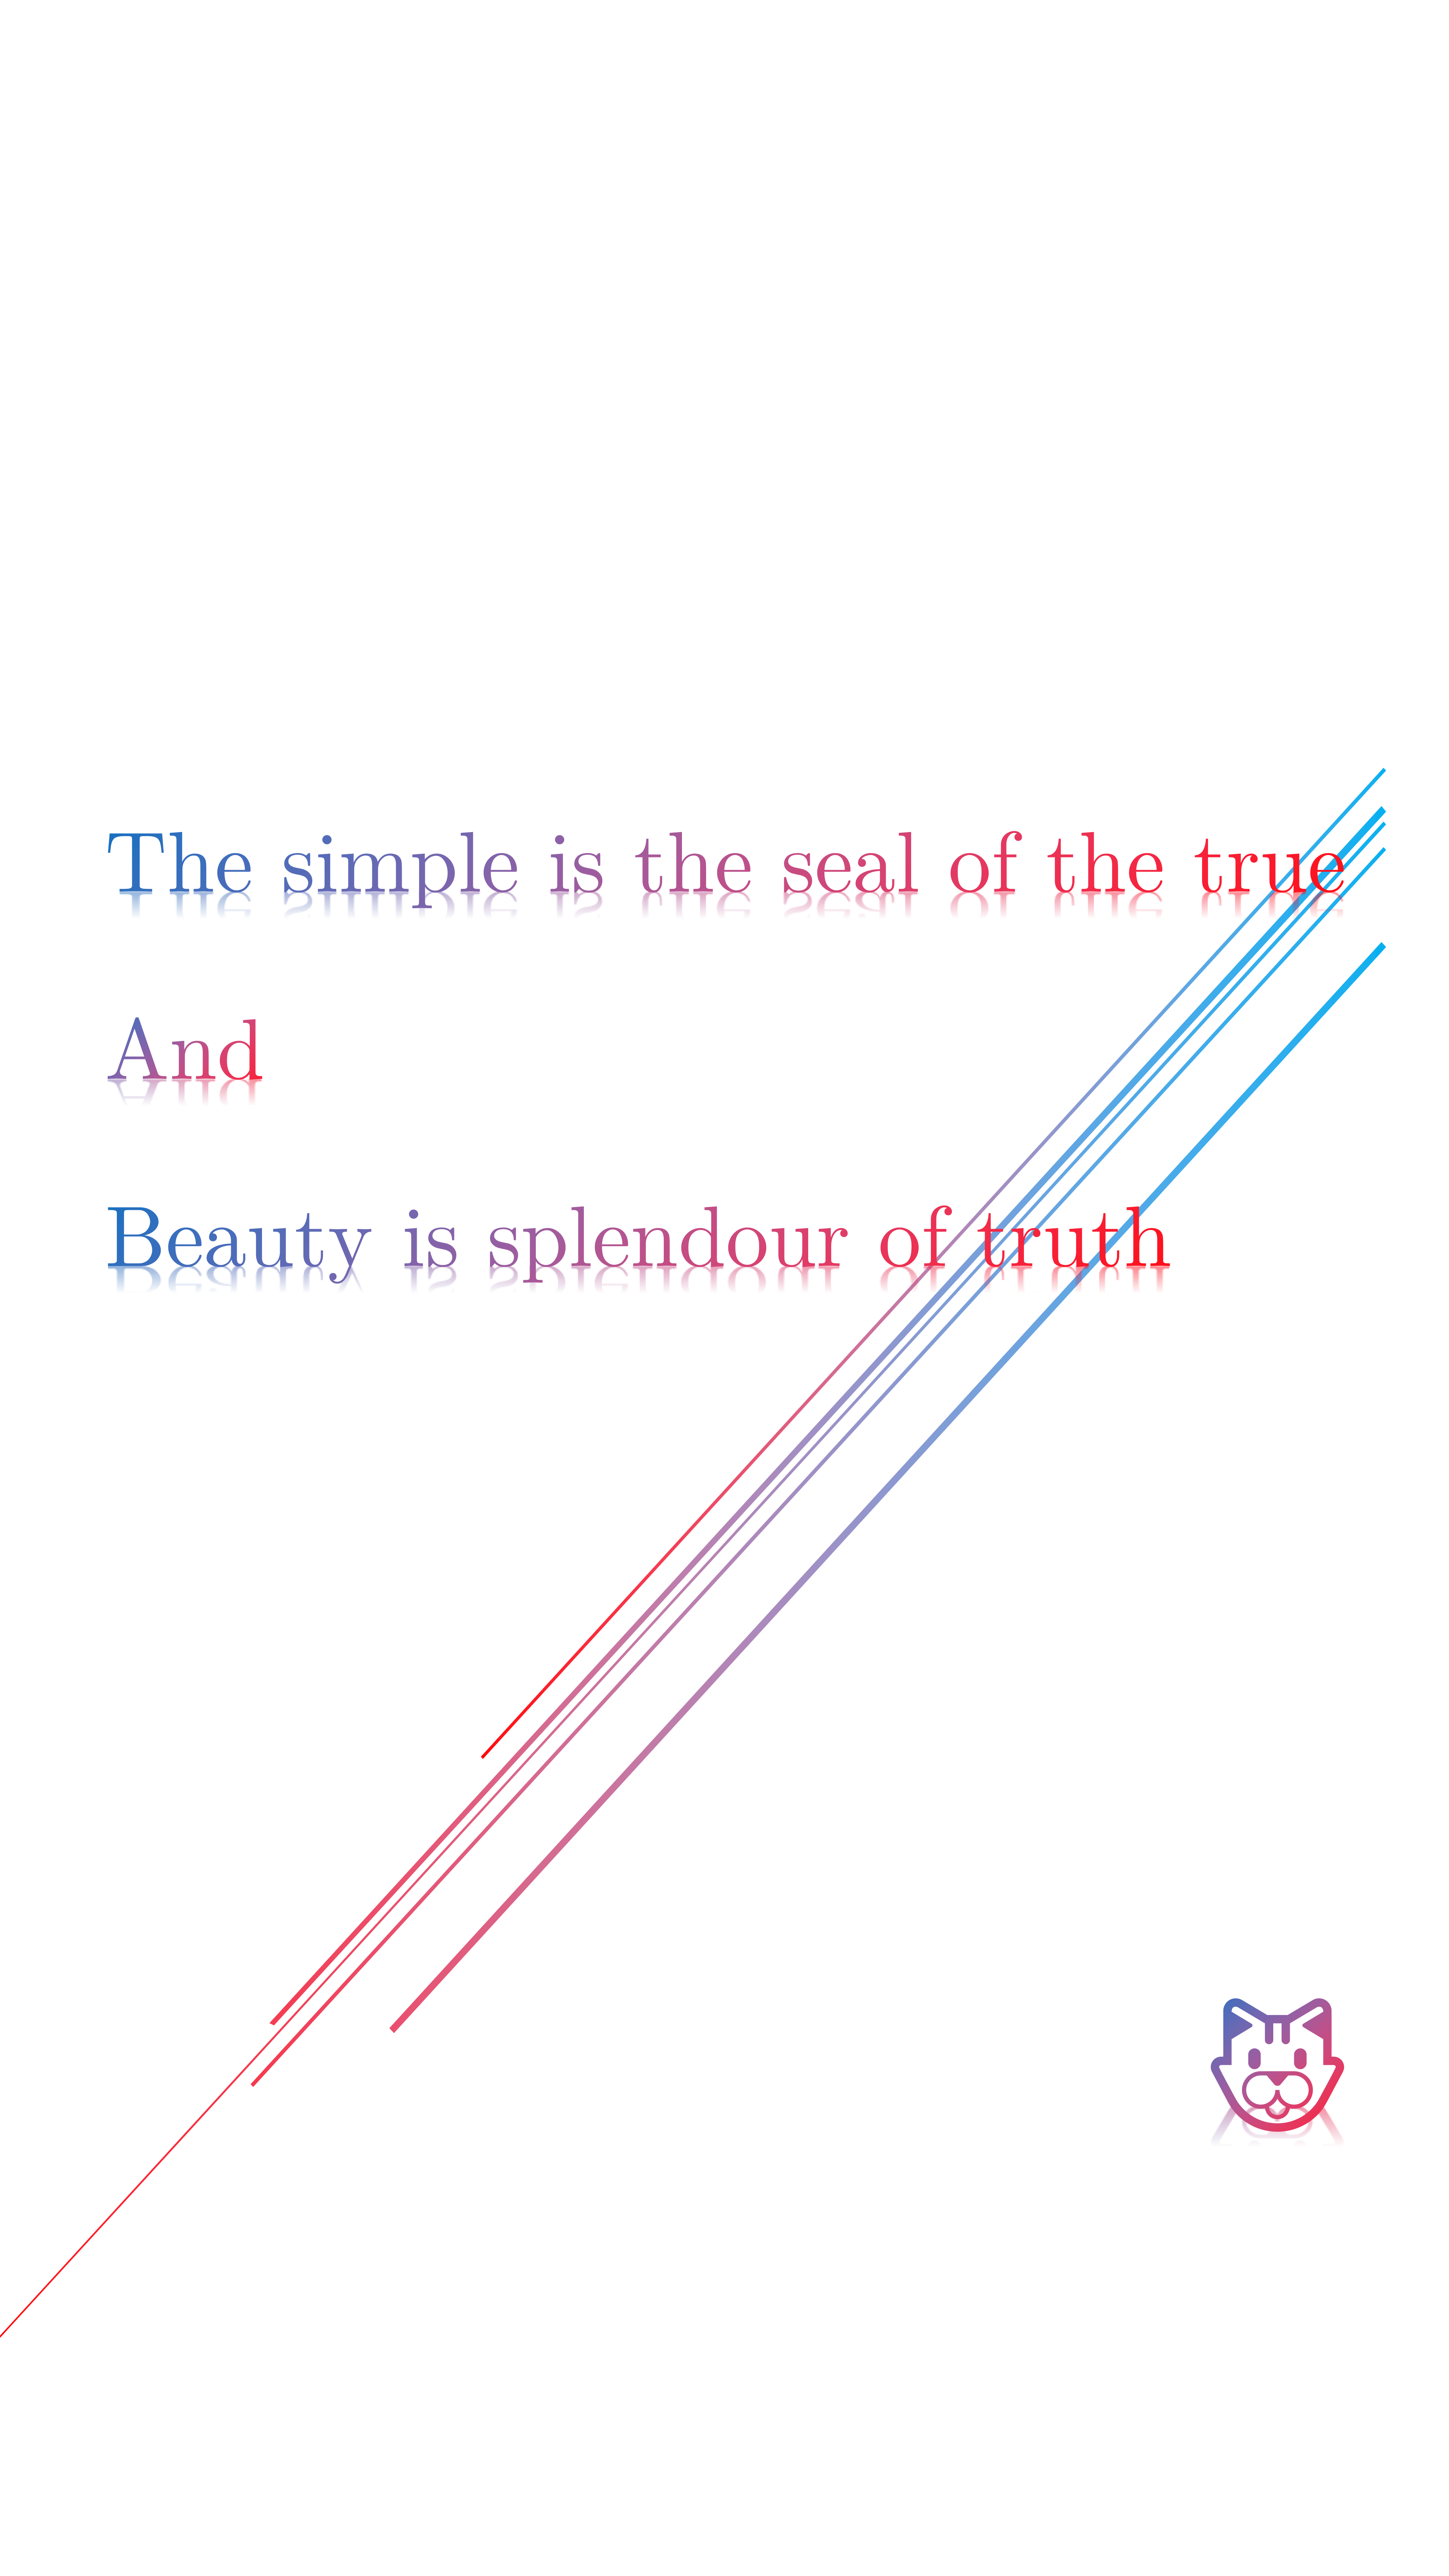 The simple is the seal of the true
And
Beauty is splendour of truth